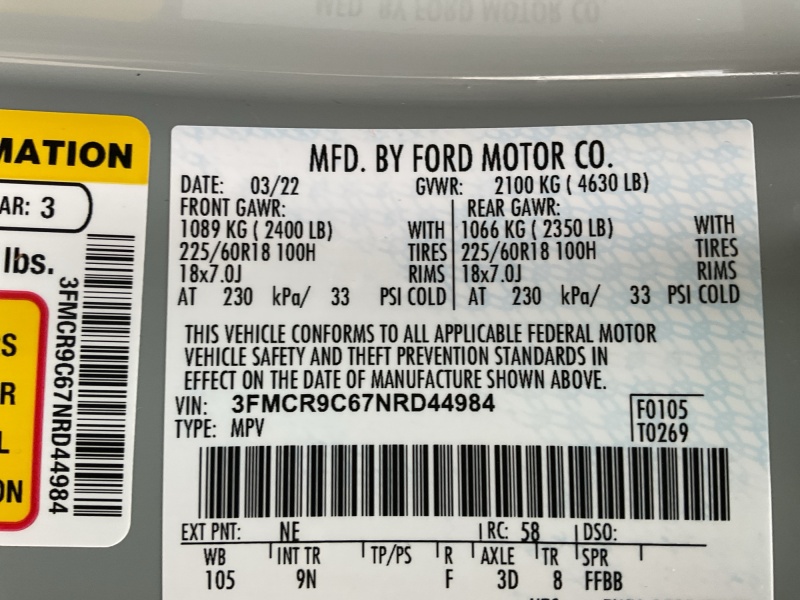 MFD. BY FORD MOTOR CO.
MATION
AR: 3
lbs.
S
R
L
ON
3FMCR9C67NRD44984
MFD. BY FORD MOTOR CO.
DATE: 03/22 GVWR: 2100 KG ( 4630 LB)
FRONT GAWR: REAR GAWR:
1089 KG ( 2400 LB) WITH 1066 KG ( 2350 LB) WITH
225/60R18 100H TIRES 225/60R18 100H TIRES
18x7.0J RIMS 18x7.0J RIMS
AT 230 kPa/ 33 PSI COLD AT 230 kPa/ 33 PSI COLD
THIS VEHICLE CONFORMS TO ALL APPLICABLE FEDERAL MOTOR
VEHICLE SAFETY AND THEFT PREVENTION STANDARDS IN
EFFECT ON THE DATE OF MANUFACTURE SHOWN ABOVE.
VIN: 3FMCR9C67NRD44984 F0105
TYPE: MPV T0269
EXT PNT: NE RC: 58 DSO:
WB INT TR TP/PS R AXLE TR SPR
105 9N F 3D 8 FFBB